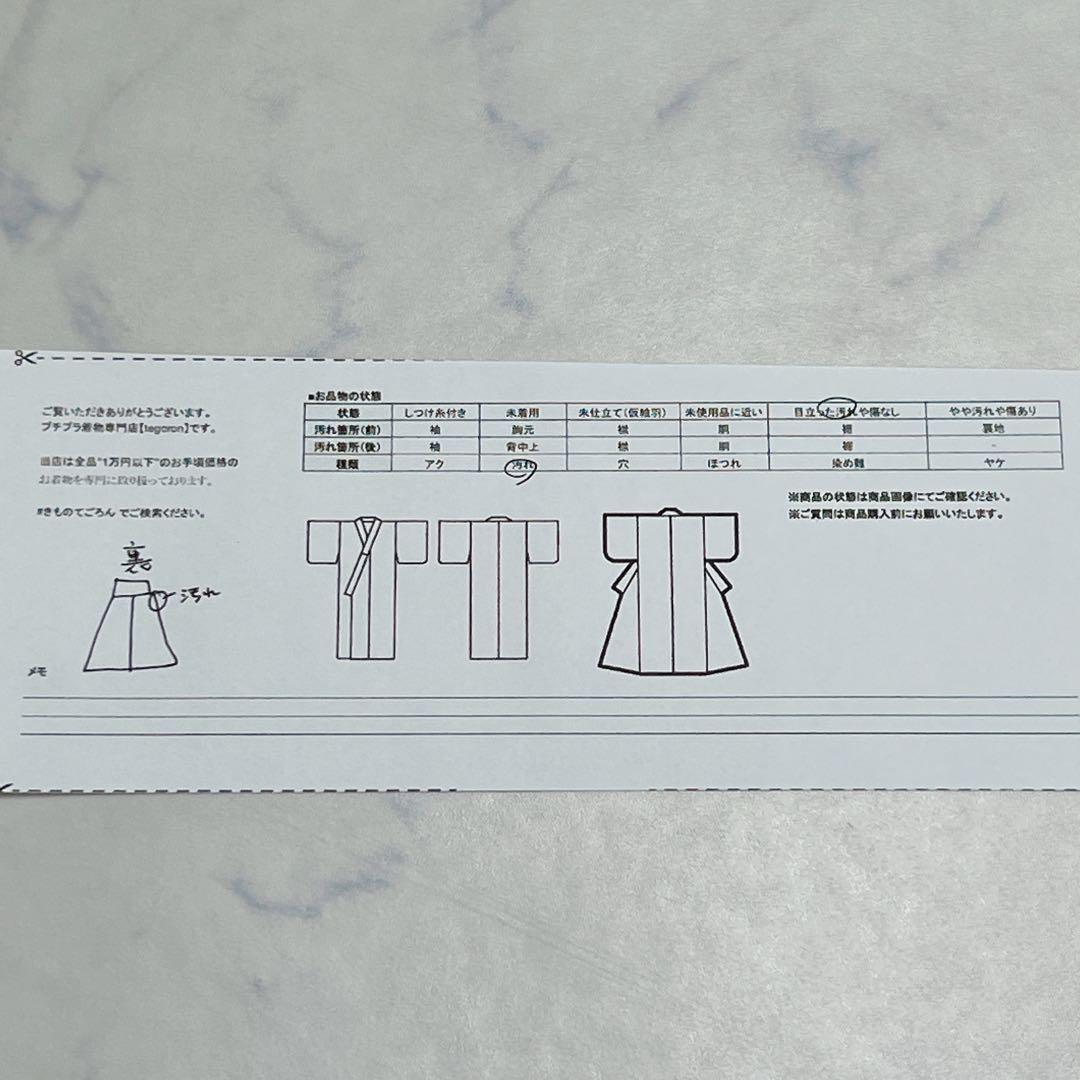 ご覧いただきありがとうございます。
プチプラ着物専門店【tegoron】です。
当店は全品"1万円以下"のお手頃価格の
お着物を専門に取り扱っております。
#きものてごろん でご検索ください。
■お品物の状態
状態 しつけ糸付き 未着用 未仕立て(仮絵羽) 未使用品に近い 目立った汚れや傷なし やや汚れや傷あり
汚れ箇所(前) 袖 胸元 襟 胴 裾 裏地
汚れ箇所(後) 袖 背中上 襟 胴 裾 -
種類 アク 汚れ 穴 ほつれ 染め難 ヤケ
※商品の状態は商品画像にてご確認ください。
※ご質問は商品購入前にお願いいたします。
裏
汚れ
メモ